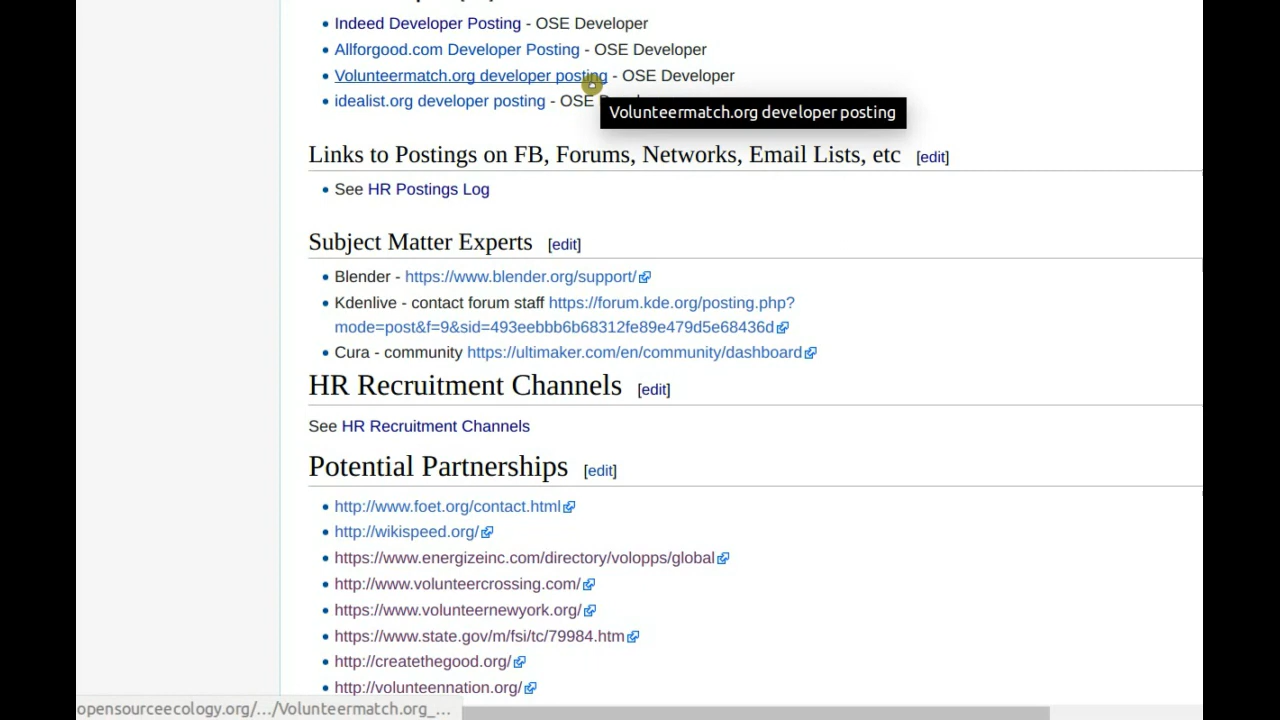 Indeed Developer Posting - OSE Developer
Allforgood.com Developer Posting - OSE Developer
Volunteermatch.org developer posting - OSE Developer
idealist.org developer posting - OSE
Volunteermatch.org developer posting
Links to Postings on FB, Forums, Networks, Email Lists, etc [edit]
See HR Postings Log
Subject Matter Experts [edit]
Blender - https://www.blender.org/support/
Kdenlive - contact forum staff https://forum.kde.org/posting.php?
mode=post&f=9&sid=493eebbb6b68312fe89e479d5e68436d
Cura - community https://ultimaker.com/en/community/dashboard
HR Recruitment Channels [edit]
See HR Recruitment Channels
Potential Partnerships [edit]
http://www.foet.org/contact.html
http://wikispeed.org/
https://www.energizeinc.com/directory/volopps/global
http://www.volunteercrossing.com/
https://www.volunteernewyork.org/
https://www.state.gov/m/fsi/tc/79984.htm
http://createthegood.org/
http://volunteennation.org/
opensourceecology.org/.../Volunteermatch.org_...